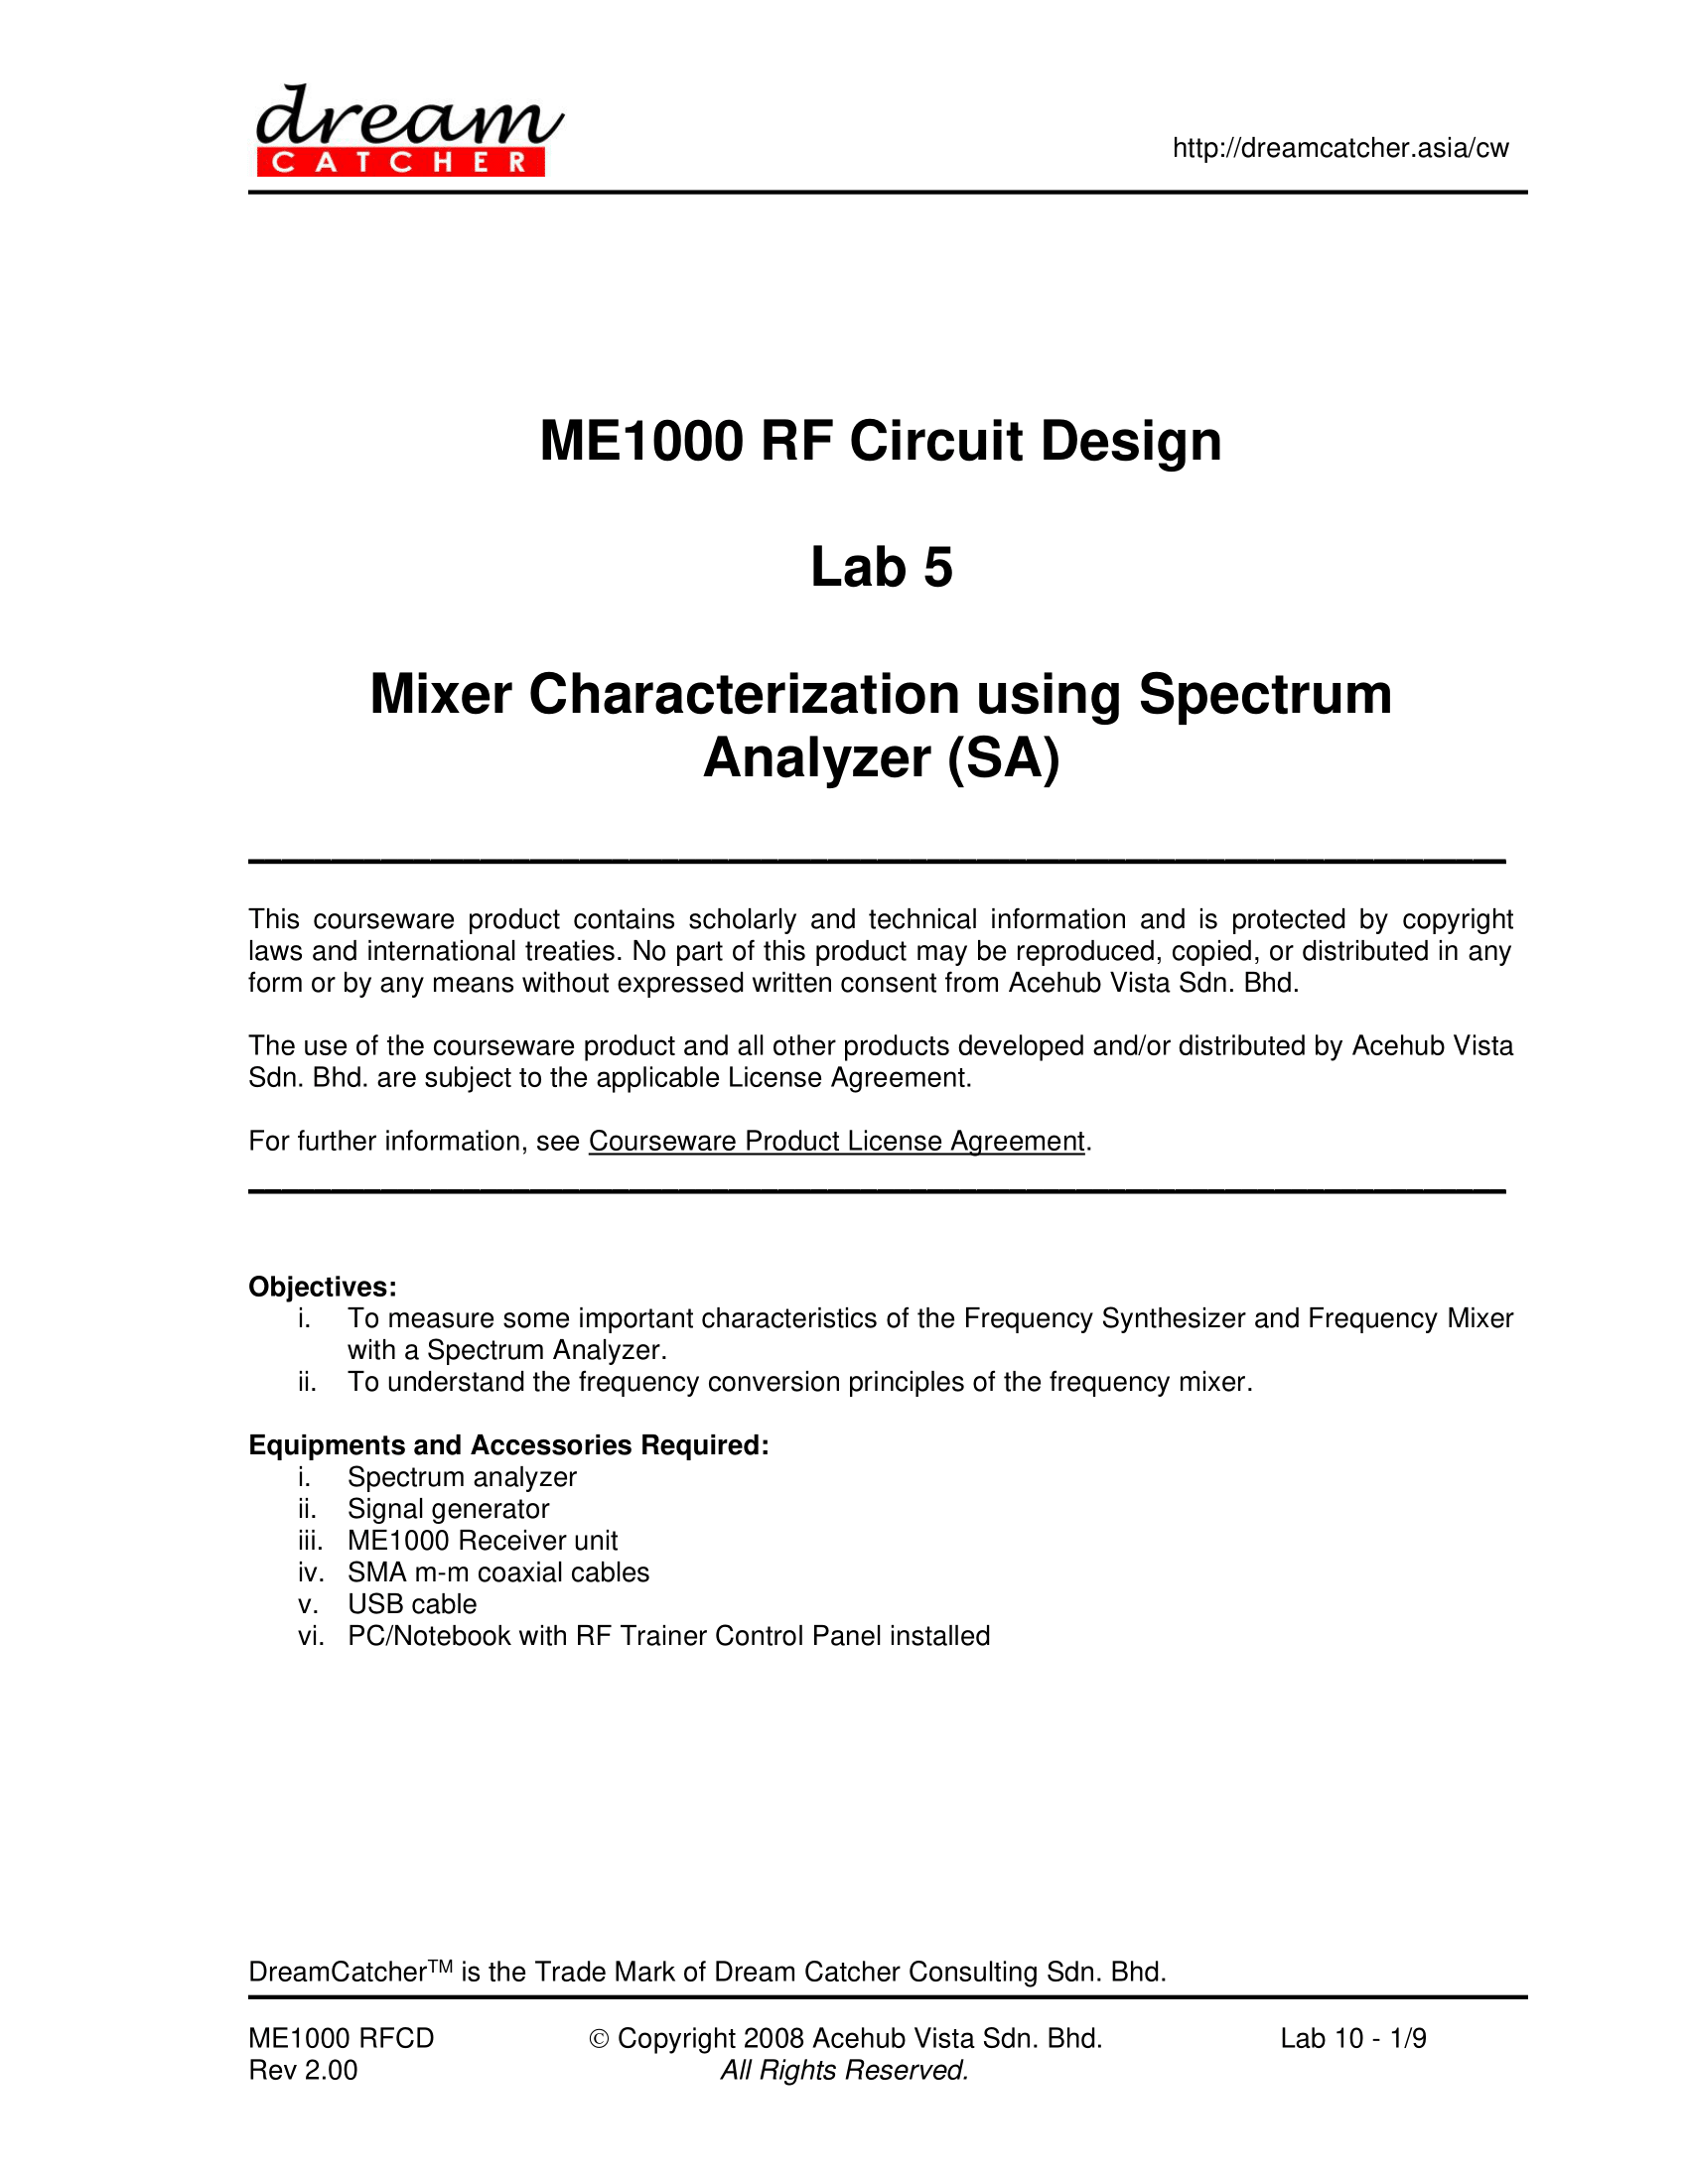 dream
CATCHER
http://dreamcatcher.asia/cw
ME1000 RF Circuit Design
Lab 5
Mixer Characterization using Spectrum
Analyzer (SA)
This courseware product contains scholarly and technical information and is protected by copyright
laws and international treaties. No part of this product may be reproduced, copied, or distributed in any
form or by any means without expressed written consent from Acehub Vista Sdn. Bhd.
The use of the courseware product and all other products developed and/or distributed by Acehub Vista
Sdn. Bhd. are subject to the applicable License Agreement.
For further information, see Courseware Product License Agreement.
Objectives:
i. To measure some important characteristics of the Frequency Synthesizer and Frequency Mixer
with a Spectrum Analyzer.
ii. To understand the frequency conversion principles of the frequency mixer.
Equipments and Accessories Required:
i. Spectrum analyzer
ii. Signal generator
iii. ME1000 Receiver unit
iv. SMA m-m coaxial cables
v. USB cable
vi. PC/Notebook with RF Trainer Control Panel installed
DreamCatcher™ is the Trade Mark of Dream Catcher Consulting Sdn. Bhd.
ME1000 RFCD © Copyright 2008 Acehub Vista Sdn. Bhd. Lab 10 - 1/9
Rev 2.00 All Rights Reserved.